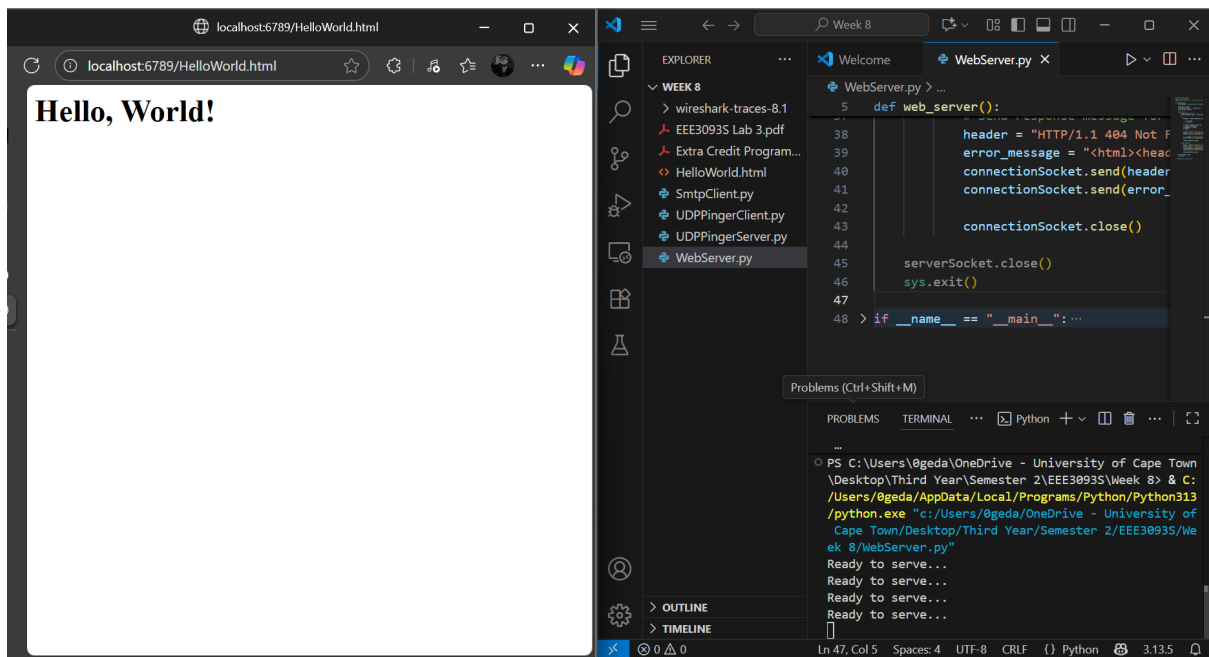 localhost:6789/HelloWorld.html
localhost:6789/HelloWorld.html
Hello, World!
Week 8
EXPLORER
WEEK 8
wireshark-traces-8.1
EEE3093S Lab 3.pdf
Extra Credit Program...
HelloWorld.html
SmtpClient.py
UDPPingerClient.py
UDPPingerServer.py
WebServer.py
OUTLINE
TIMELINE
Welcome
WebServer.py
WebServer.py > ...
5 def web_server():
38 header = "HTTP/1.1 404 Not F
39 error_message = "<html><head
40 connectionSocket.send(header
41 connectionSocket.send(error_
42
43 connectionSocket.close()
44
45 serverSocket.close()
46 sys.exit()
47
48 if __name__ == "__main__": ...
Problems (Ctrl+Shift+M)
PROBLEMS TERMINAL ... Python
PS C:\Users\0geda\OneDrive - University of Cape Town
\Desktop\Third Year\Semester 2\EEE3093S\Week 8> & C:
/Users/0geda/AppData/Local/Programs/Python/Python313
/python.exe "c:/Users/0geda/OneDrive - University of
Cape Town/Desktop/Third Year/Semester 2/EEE3093S/We
ek 8/WebServer.py"
Ready to serve...
Ready to serve...
Ready to serve...
Ready to serve...
0 0 Ln 47, Col 5 Spaces: 4 UTF-8 CRLF {} Python 3.13.5